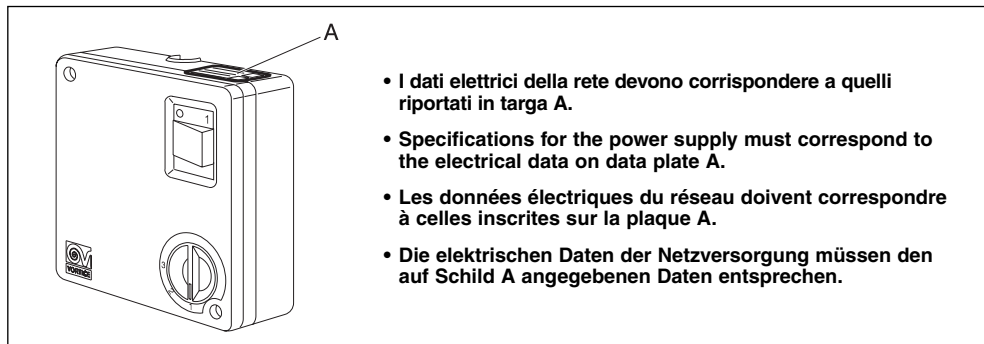 A
1
3
2
1
VORTICE
• I dati elettrici della rete devono corrispondere a quelli
riportati in targa A.
• Specifications for the power supply must correspond to
the electrical data on data plate A.
• Les données électriques du réseau doivent correspondre
à celles inscrites sur la plaque A.
• Die elektrischen Daten der Netzversorgung müssen den
auf Schild A angegebenen Daten entsprechen.